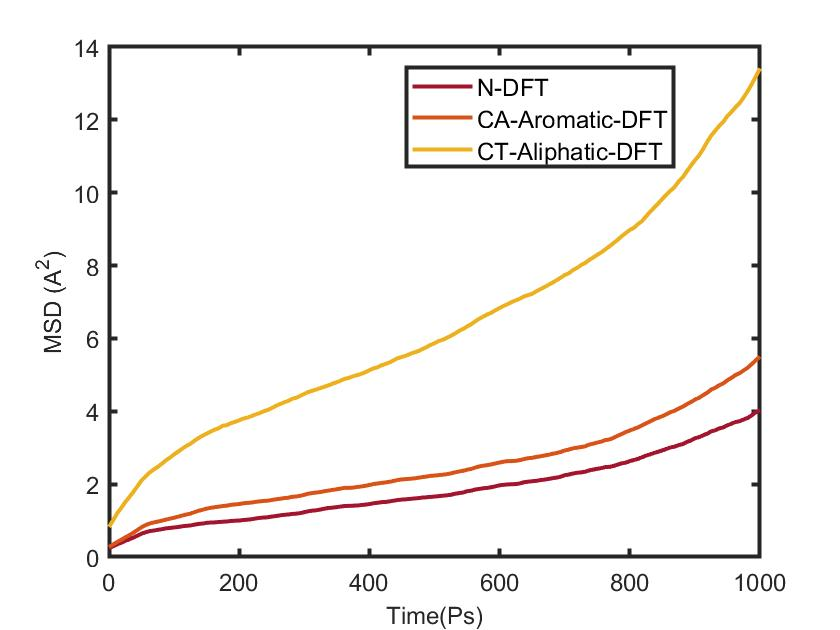 14
12
10
8
6
4
2
0
MSD (A²)
N-DFT
CA-Aromatic-DFT
CT-Aliphatic-DFT
0 200 400 600 800 1000
Time(Ps)